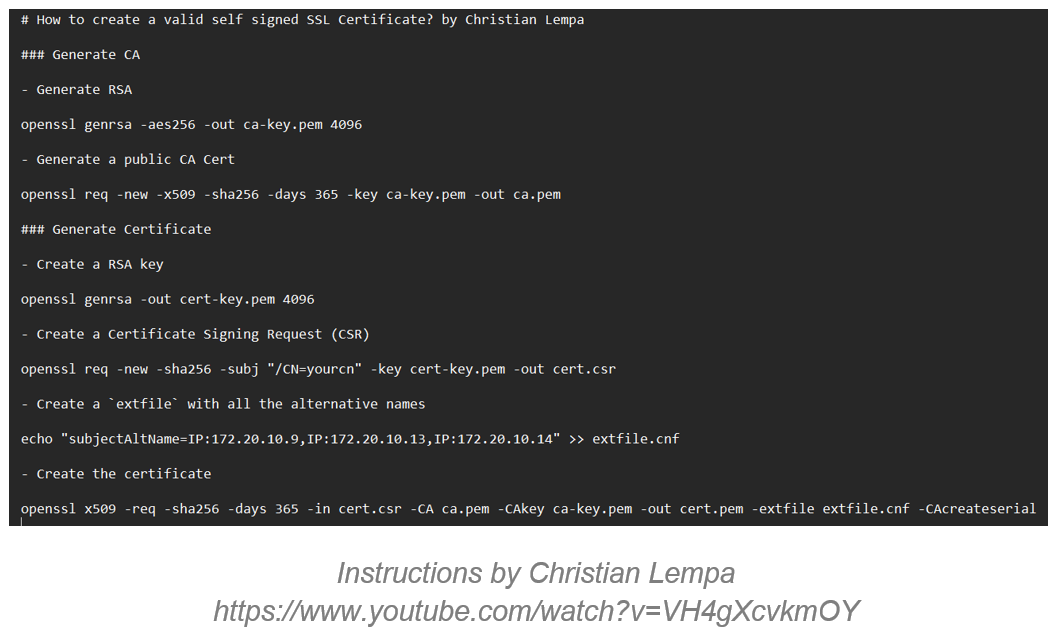 # How to create a valid self signed SSL Certificate? by Christian Lempa
### Generate CA
- Generate RSA
openssl genrsa -aes256 -out ca-key.pem 4096
- Generate a public CA Cert
openssl req -new -x509 -sha256 -days 365 -key ca-key.pem -out ca.pem
### Generate Certificate
- Create a RSA key
openssl genrsa -out cert-key.pem 4096
- Create a Certificate Signing Request (CSR)
openssl req -new -sha256 -subj "/CN=yourcn" -key cert-key.pem -out cert.csr
- Create a `extfile` with all the alternative names
echo "subjectAltName=IP:172.20.10.9,IP:172.20.10.13,IP:172.20.10.14" >> extfile.cnf
- Create the certificate
openssl x509 -req -sha256 -days 365 -in cert.csr -CA ca.pem -CAkey ca-key.pem -out cert.pem -extfile extfile.cnf -CAcreateserial
Instructions by Christian Lempa
https://www.youtube.com/watch?v=VH4gXcvkmOY